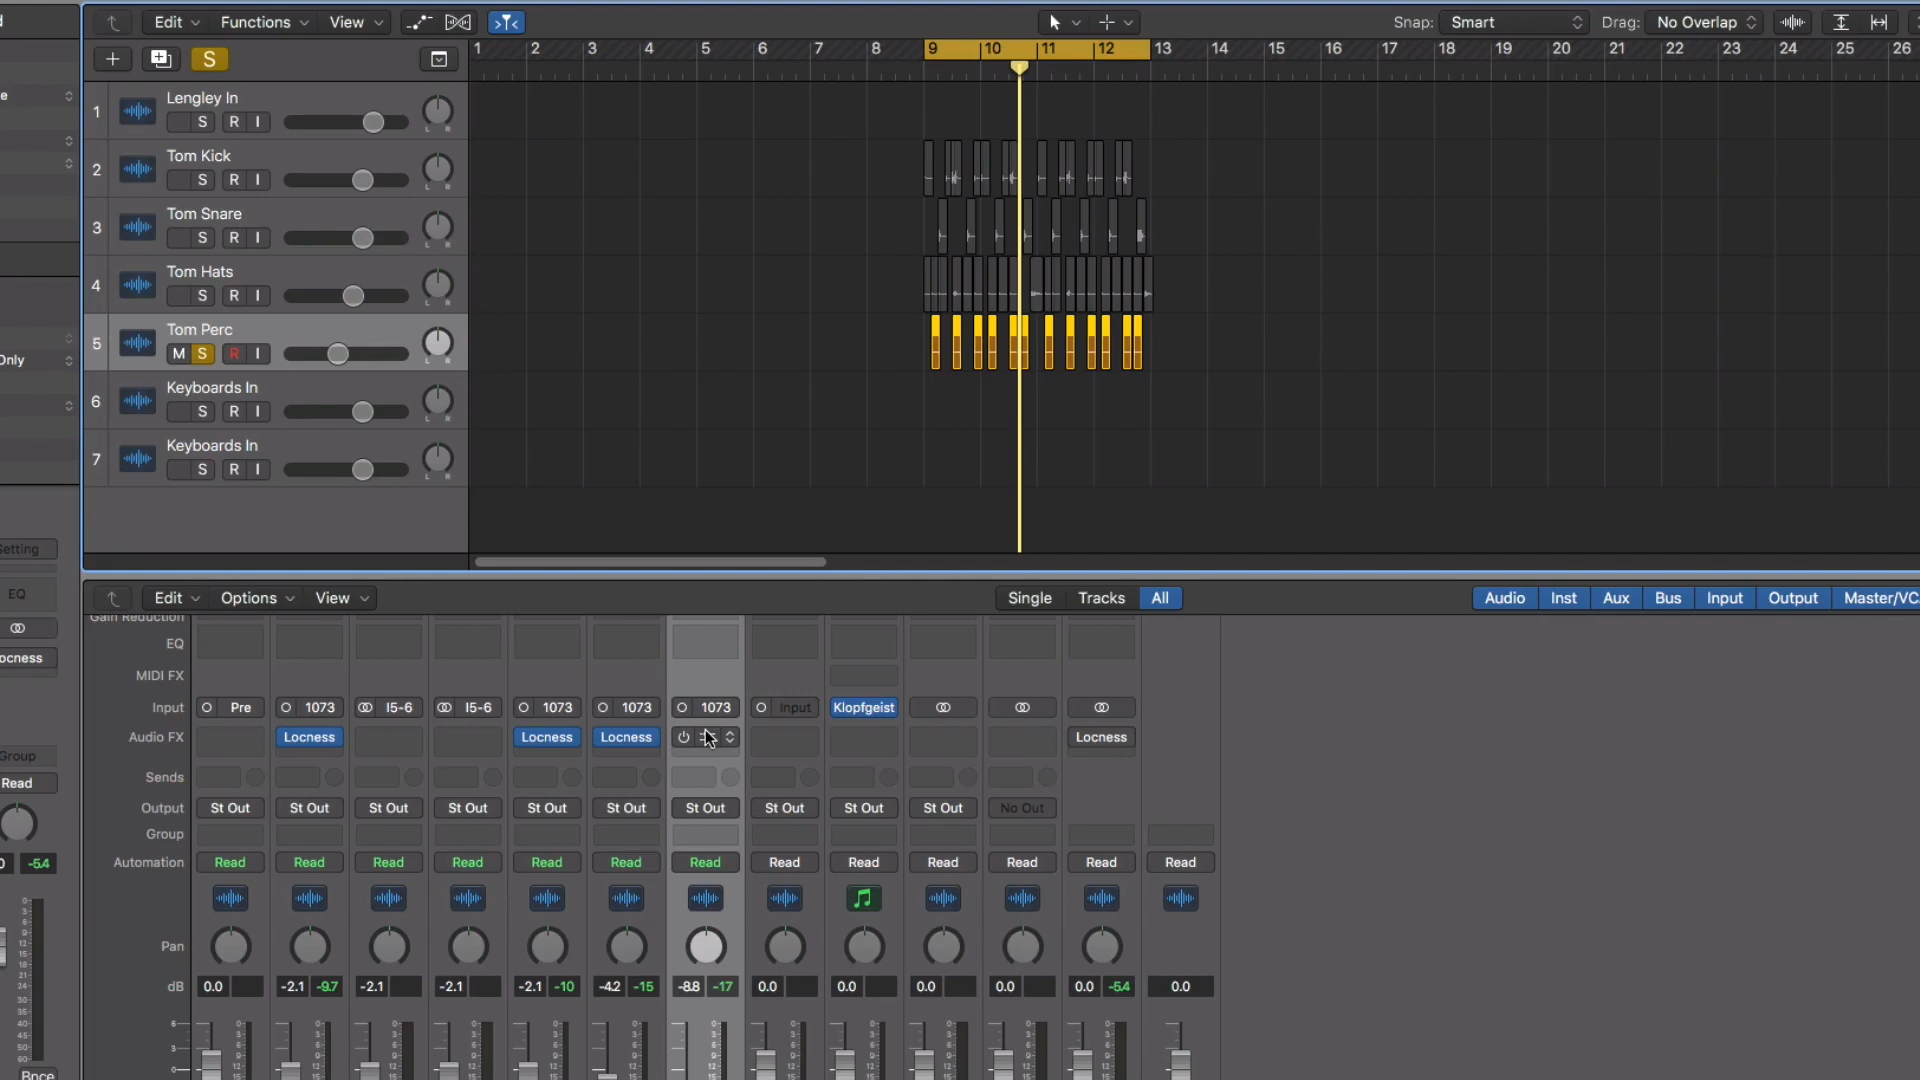 Edit Functions View Snap: Smart Drag: No Overlap
S 1 2 3 4 5 6 7 8 9 10 11 12 13 14 15 16 17 18 19 20 21 22 23 24 25 26
1 Lengley In
S R I L R
2 Tom Kick
S R I L R
3 Tom Snare
S R I L R
4 Tom Hats
S R I L R
Only
5 Tom Perc
M S R I L R
6 Keyboards In
S R I L R
7 Keyboards In
S R I L R
Setting
EQ
ocness
Group
Read
-5.4
Bnce
Edit Options View Single Tracks All Audio Inst Aux Bus Input Output Master/VC
Gain Reduction
EQ
MIDI FX
Input Pre 1073 I5-6 I5-6 1073 1073 1073 Input Klopfgeist
Audio FX Locness Locness Locness Locness
Sends
Output St Out St Out St Out St Out St Out St Out St Out St Out St Out St Out No Out
Group
Automation Read Read Read Read Read Read Read Read Read Read Read Read Read
Pan
dB 0.0 -2.1 -9.7 -2.1 -2.1 -2.1 -10 -4.2 -15 -8.8 -17 0.0 0.0 0.0 0.0 0.0 -5.4 0.0